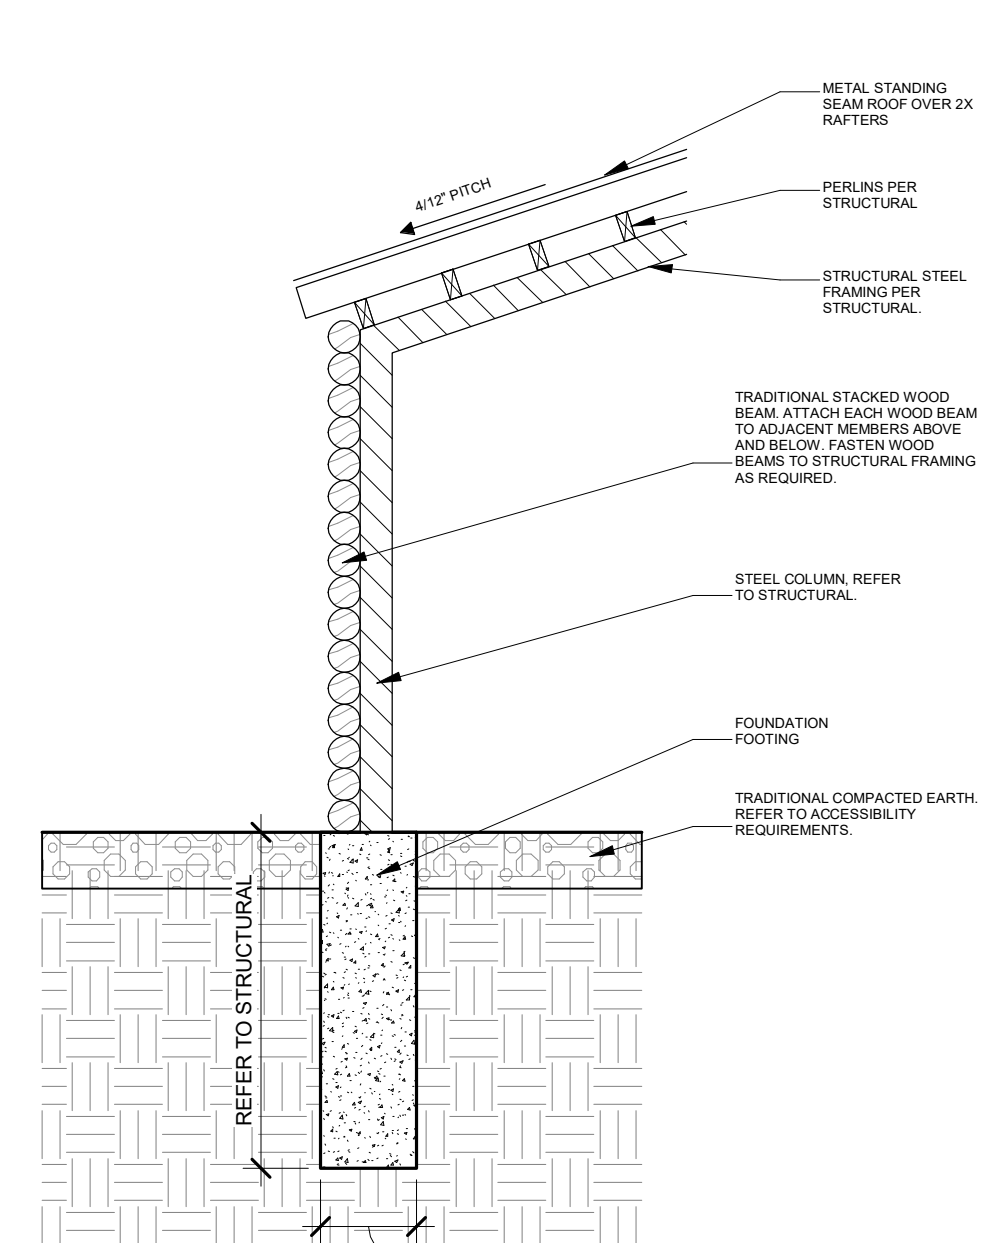 METAL STANDING
SEAM ROOF OVER 2X
RAFTERS
4/12" PITCH
PERLINS PER
STRUCTURAL
STRUCTURAL STEEL
FRAMING PER
STRUCTURAL.
TRADITIONAL STACKED WOOD
BEAM. ATTACH EACH WOOD BEAM
TO ADJACENT MEMBERS ABOVE
AND BELOW. FASTEN WOOD
BEAMS TO STRUCTURAL FRAMING
AS REQUIRED.
STEEL COLUMN, REFER
TO STRUCTURAL.
FOUNDATION
FOOTING
TRADITIONAL COMPACTED EARTH.
REFER TO ACCESSIBILITY
REQUIREMENTS.
REFER TO STRUCTURAL